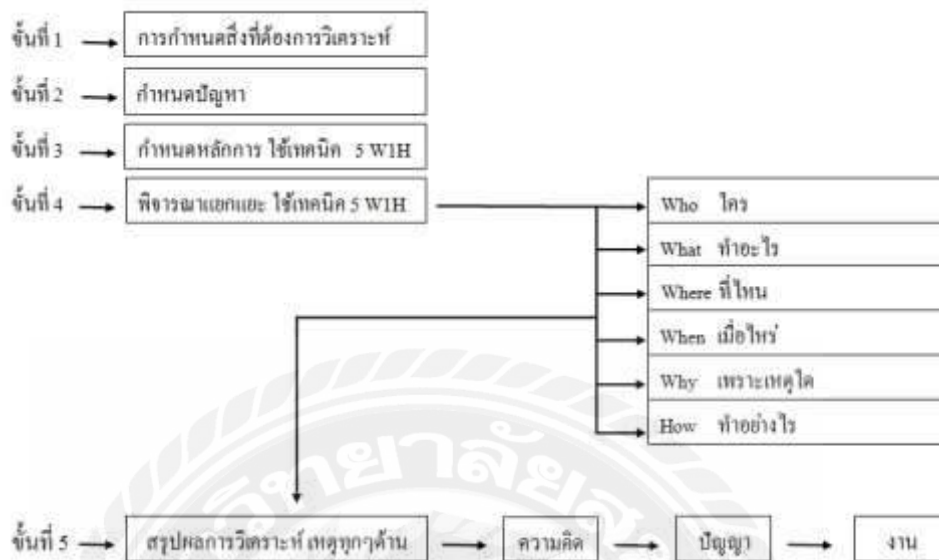 ขั้นที่ 1 การกำหนดสิ่งที่ต้องการวิเคราะห์
ขั้นที่ 2 กำหนดปัญหา
ขั้นที่ 3 กำหนดหลักการ ใช้เทคนิค 5 W1H
ขั้นที่ 4 พิจารณาแยกแยะ ใช้เทคนิค 5 W1H
Who ใคร
What ทำอะไร
Where ที่ไหน
When เมื่อไหร่
Why เพราะเหตุใด
How ทำอย่างไร
วิทยาลัย
ขั้นที่ 5 สรุปผลการวิเคราะห์ เหตุทุกๆด้าน ความคิด ปัญญา งาน